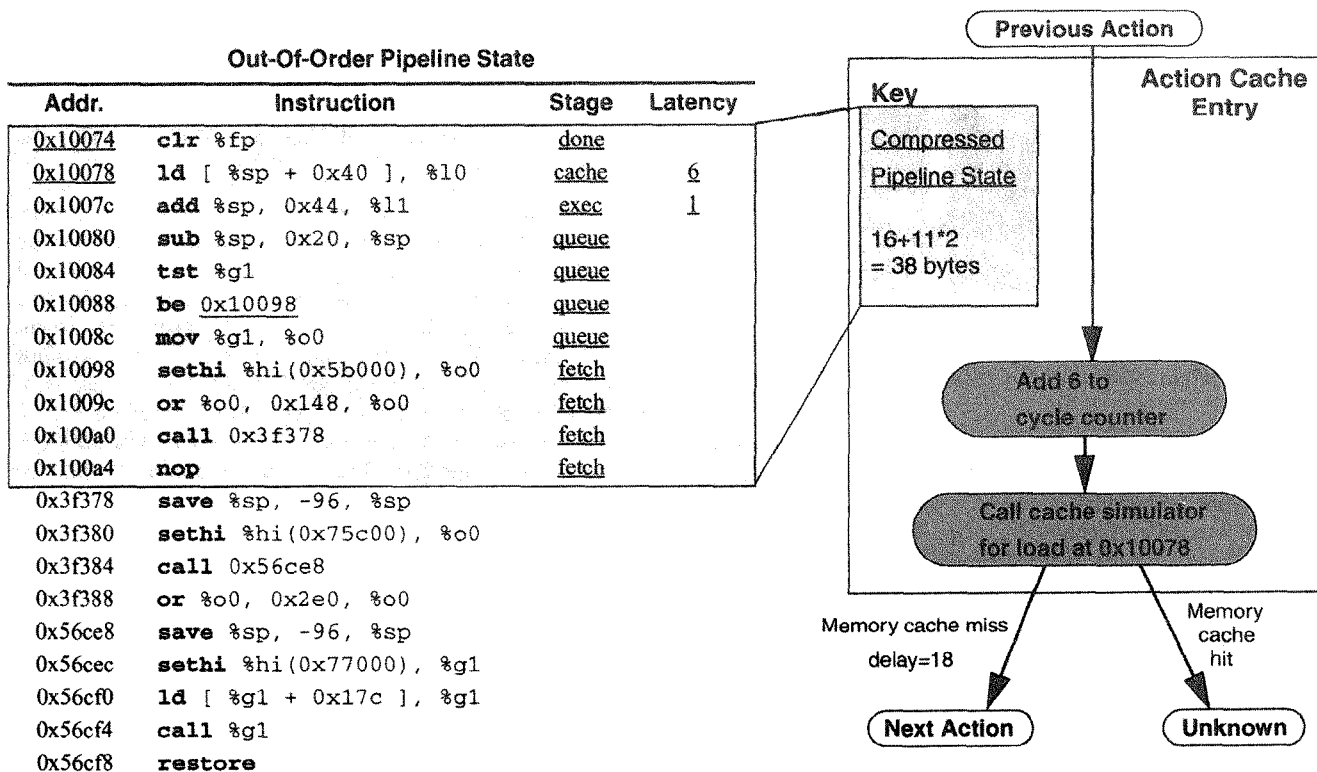 Out-Of-Order Pipeline State
Addr. Instruction Stage Latency
0x10074 clr %fp done
0x10078 ld [ %sp + 0x40 ], %l0 cache 6
0x1007c add %sp, 0x44, %l1 exec 1
0x10080 sub %sp, 0x20, %sp queue
0x10084 tst %g1 queue
0x10088 be 0x10098 queue
0x1008c mov %g1, %o0 queue
0x10098 sethi %hi(0x5b000), %o0 fetch
0x1009c or %o0, 0x148, %o0 fetch
0x100a0 call 0x3f378 fetch
0x100a4 nop fetch
0x3f378 save %sp, -96, %sp
0x3f380 sethi %hi(0x75c00), %o0
0x3f384 call 0x56ce8
0x3f388 or %o0, 0x2e0, %o0
0x56ce8 save %sp, -96, %sp
0x56cec sethi %hi(0x77000), %g1
0x56cf0 ld [ %g1 + 0x17c ], %g1
0x56cf4 call %g1
0x56cf8 restore
Previous Action
Action Cache
Entry
Key
Compressed
Pipeline State
16+11*2
= 38 bytes
Add 6 to
cycle counter
Call cache simulator
for load at 0x10078
Memory cache miss
delay=18
Memory
cache
hit
Next Action
Unknown